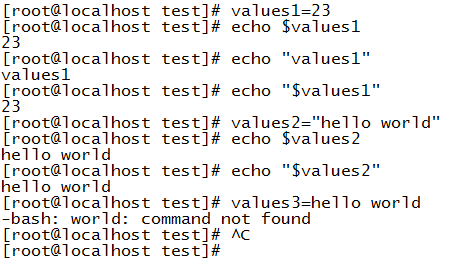 [root@localhost test]# values1=23
[root@localhost test]# echo $values1
23
[root@localhost test]# echo "values1"
values1
[root@localhost test]# echo "$values1"
23
[root@localhost test]# values2="hello world"
[root@localhost test]# echo $values2
hello world
[root@localhost test]# echo "$values2"
hello world
[root@localhost test]# values3=hello world
-bash: world: command not found
[root@localhost test]# ^C
[root@localhost test]#